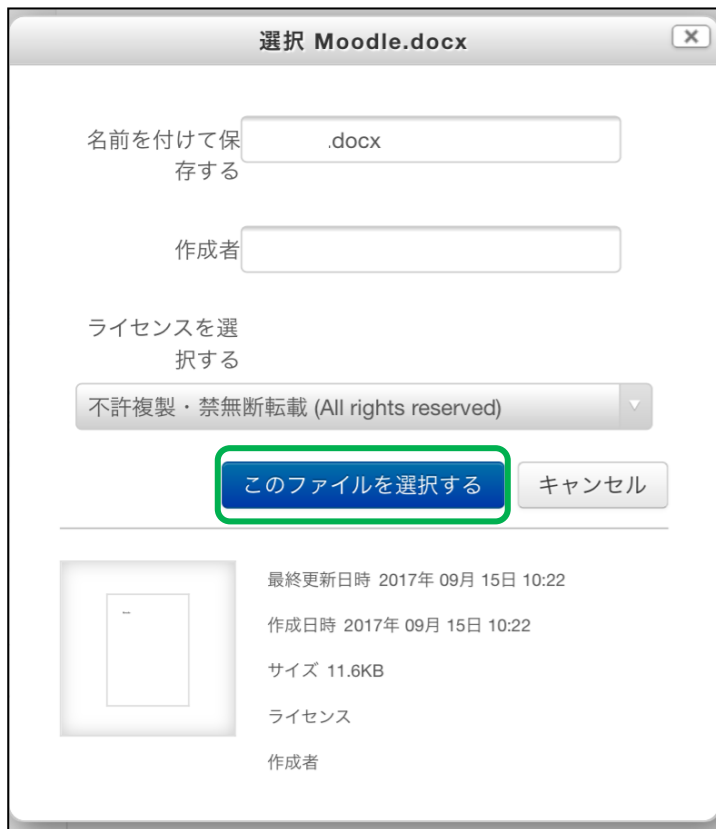 選択 Moodle.docx
名前を付けて保
存する
.docx
作成者
ライセンスを選
択する
不許複製・禁無断転載 (All rights reserved)
このファイルを選択する
キャンセル
最終更新日時 2017年 09月 15日 10:22
作成日時 2017年 09月 15日 10:22
サイズ 11.6KB
ライセンス
作成者